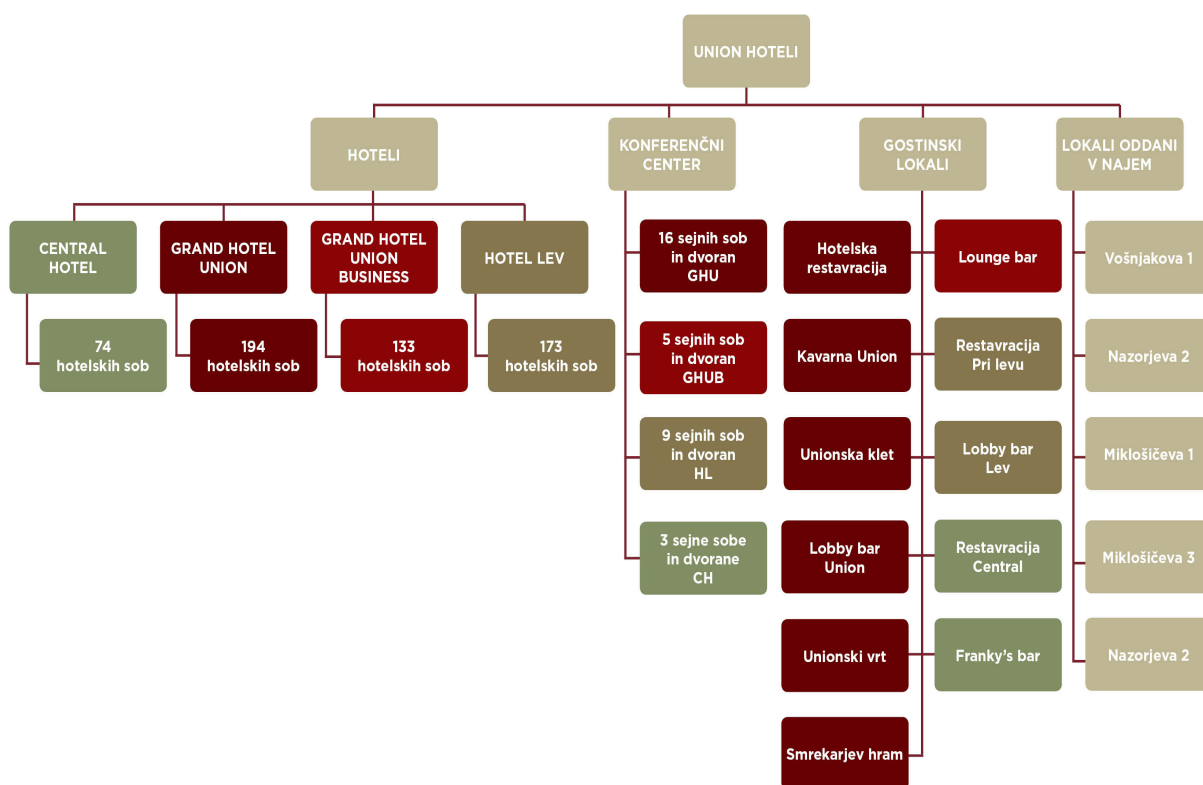 UNION HOTELI
HOTELI
KONFERENČNI
CENTER
GOSTINSKI
LOKALI
LOKALI ODDANI
V NAJEM
CENTRAL
HOTEL
GRAND HOTEL
UNION
GRAND HOTEL
UNION
BUSINESS
HOTEL LEV
74
hotelskih sob
194
hotelskih sob
133
hotelskih sob
173
hotelskih sob
16 sejnih sob
in dvoran
GHU
5 sejnih sob
in dvoran
GHUB
9 sejnih sob
in dvoran
HL
3 sejne sobe
in dvorane
CH
Hotelska
restavracija
Kavarna Union
Unionska klet
Lobby bar
Union
Unionski vrt
Smrekarjev hram
Lounge bar
Restavracija
Pri levu
Lobby bar
Lev
Restavracija
Central
Franky’s bar
Vošnjakova 1
Nazorjeva 2
Miklošičeva 1
Miklošičeva 3
Nazorjeva 2